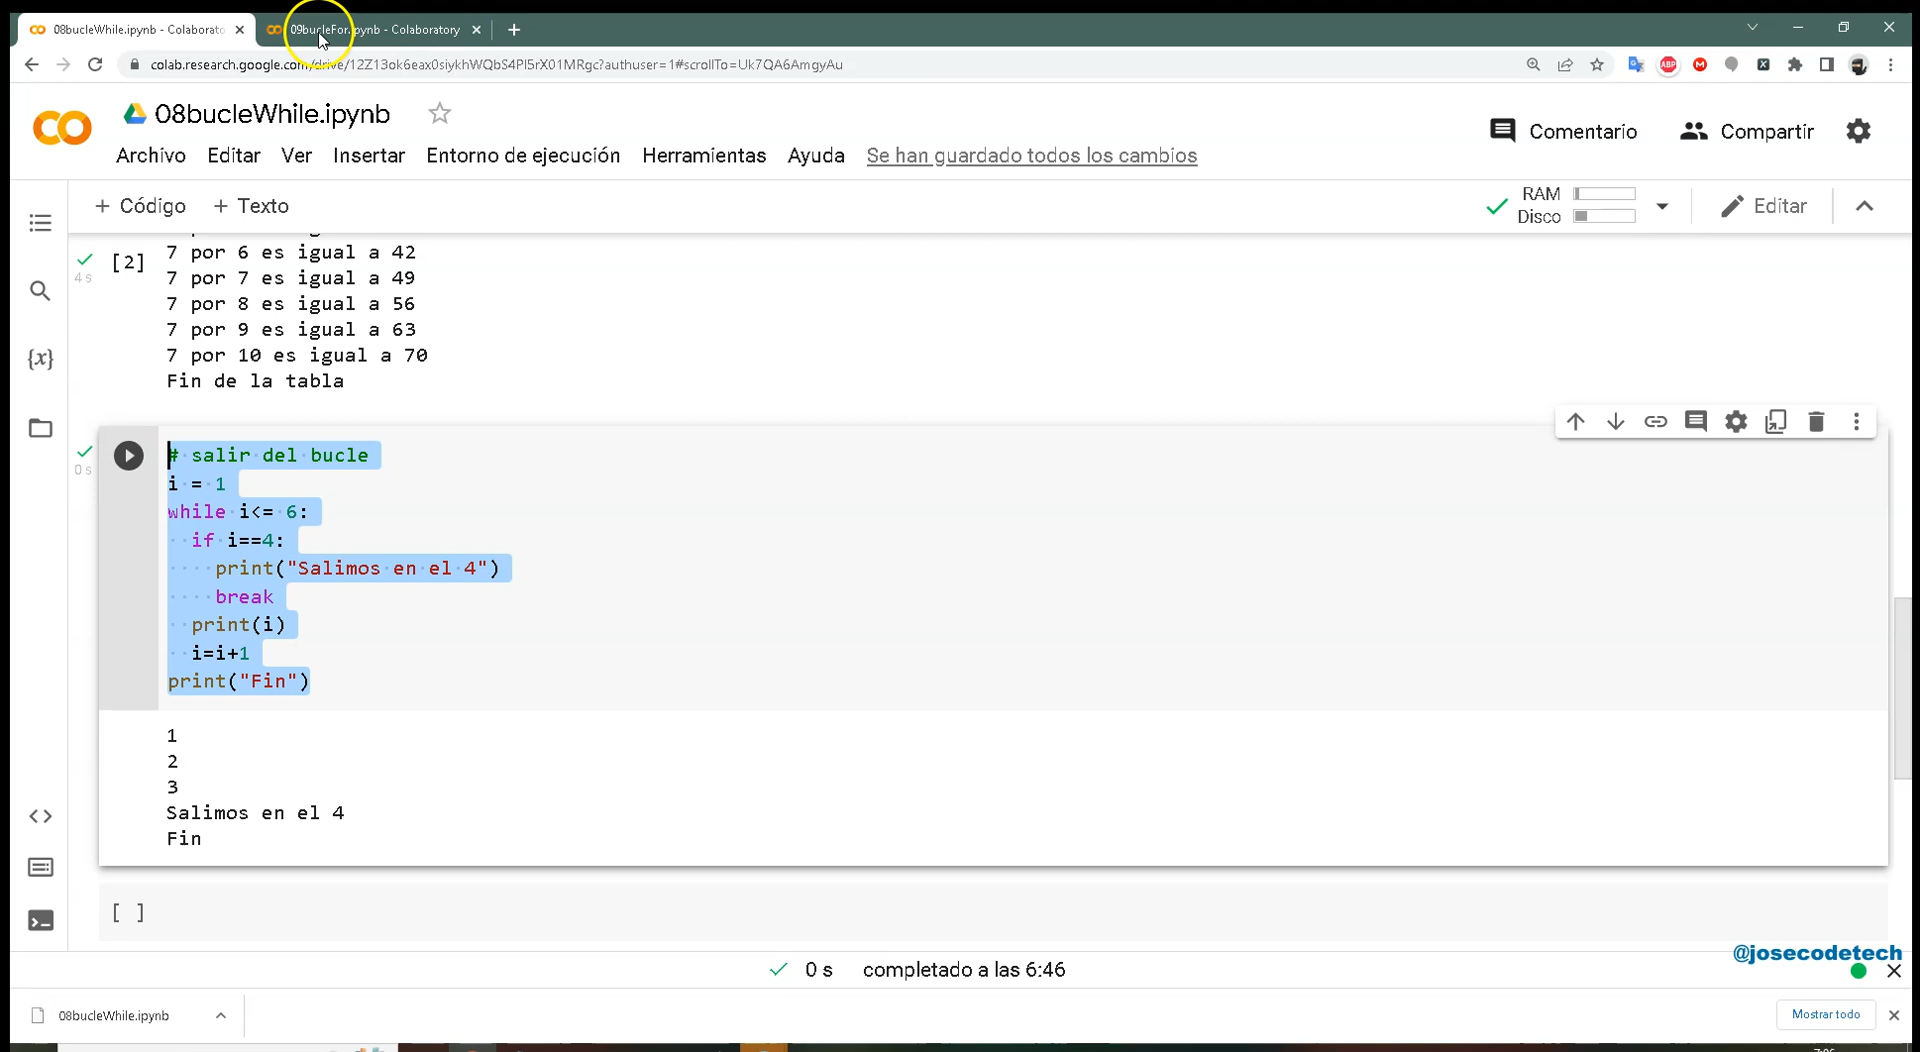 08bucleWhile.ipynb - Colaborato
09bucleFor.ipynb - Colaboratory
colab.research.google.com/drive/12Z13ok6eax0siykhWQbS4Pl5rX01MRgc?authuser=1#scrollTo=Uk7QA6AmgyAu
ABP
08bucleWhile.ipynb
Comentario
Compartir
Archivo Editar Ver Insertar Entorno de ejecución Herramientas Ayuda Se han guardado todos los cambios
+ Código + Texto
RAM
Disco
Editar
[2]
4 s
7 por 6 es igual a 42
7 por 7 es igual a 49
7 por 8 es igual a 56
7 por 9 es igual a 63
7 por 10 es igual a 70
Fin de la tabla
0 s
# salir del bucle
i = 1
while i<= 6:
if i==4:
print("Salimos en el 4")
break
print(i)
i=i+1
print("Fin")
1
2
3
Salimos en el 4
Fin
[ ]
@josecodetech
0 s completado a las 6:46
08bucleWhile.ipynb
Mostrar todo